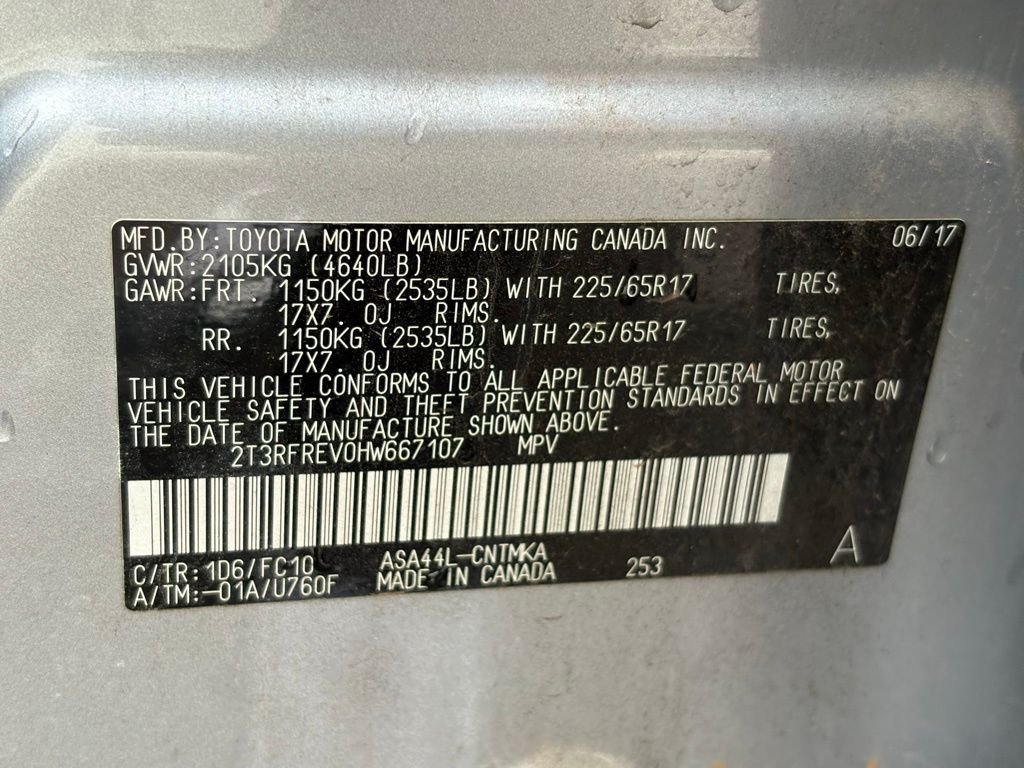 MFD.BY:TOYOTA MOTOR MANUFACTURING CANADA INC. 06/17
GVWR:2105KG (4640LB)
GAWR:FRT. 1150KG (2535LB) WITH 225/65R17 TIRES,
17X7. 0J RIMS.
RR. 1150KG (2535LB) WITH 225/65R17 TIRES,
17X7. 0J RIMS.
THIS VEHICLE CONFORMS TO ALL APPLICABLE FEDERAL MOTOR
VEHICLE SAFETY AND THEFT PREVENTION STANDARDS IN EFFECT ON
THE DATE OF MANUFACTURE SHOWN ABOVE.
2T3RFREV0HW667107 MPV
C/TR:1D6/FC10 ASA44L-CNTMKA 253 A
A/TM:-01A/U760F MADE IN CANADA